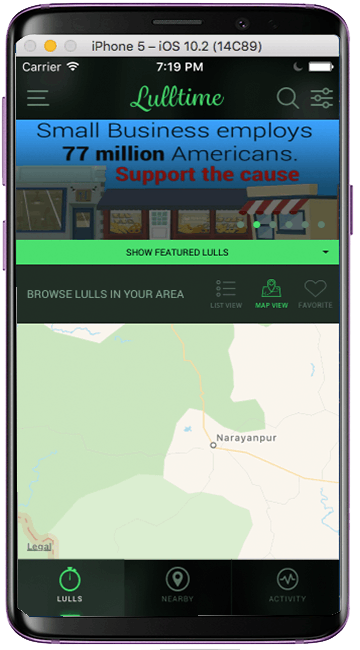 iPhone 5 – iOS 10.2 (14C89)
Carrier 7:19 PM
Lulltime
Small Business employs
77 million Americans.
Support the cause
SHOW FEATURED LULLS
BROWSE LULLS IN YOUR AREA
LIST VIEW MAP VIEW FAVORITE
Narayanpur
Legal
LULLS NEARBY ACTIVITY